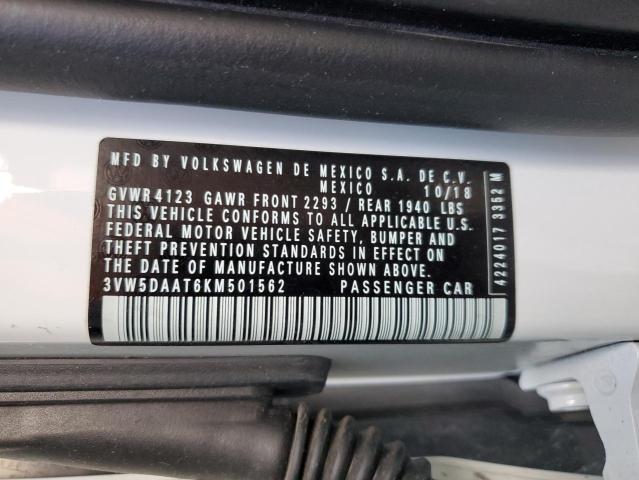 MFD BY VOLKSWAGEN DE MEXICO S.A. DE C.V.
MEXICO 10/18
GVWR 4123 GAWR FRONT 2293 / REAR 1940 LBS
THIS VEHICLE CONFORMS TO ALL APPLICABLE U.S.
FEDERAL MOTOR VEHICLE SAFETY, BUMPER AND
THEFT PREVENTION STANDARDS IN EFFECT ON
THE DATE OF MANUFACTURE SHOWN ABOVE.
3VW5DAAT6KM501562 PASSENGER CAR
4224017 3352 M